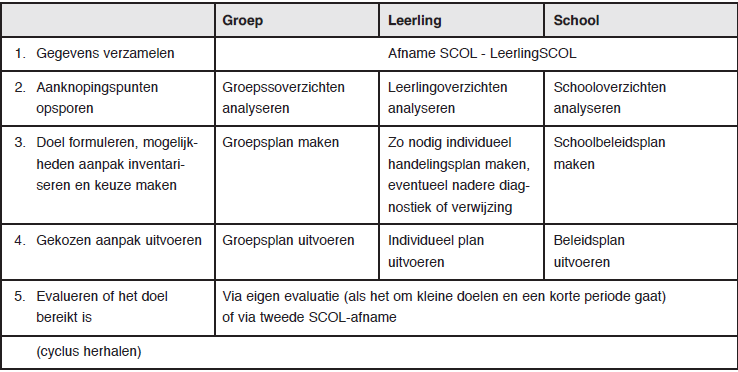 Groep Leerling School
1. Gegevens verzamelen Afname SCOL - LeerlingSCOL
2. Aanknopingspunten
opsporen
Groepssoverzichten
analyseren
Leerlingoverzichten
analyseren
Schooloverzichten
analyseren
3. Doel formuleren, mogelijk-
heden aanpak inventari-
seren en keuze maken
Groepsplan maken
Zo nodig individueel
handelingsplan maken,
eventueel nadere diag-
nostiek of verwijzing
Schoolbeleidsplan
maken
4. Gekozen aanpak uitvoeren
Groepsplan uitvoeren
Individueel plan
uitvoeren
Beleidsplan
uitvoeren
5. Evalueren of het doel
bereikt is
Via eigen evaluatie (als het om kleine doelen en een korte periode gaat)
of via tweede SCOL-afname
(cyclus herhalen)